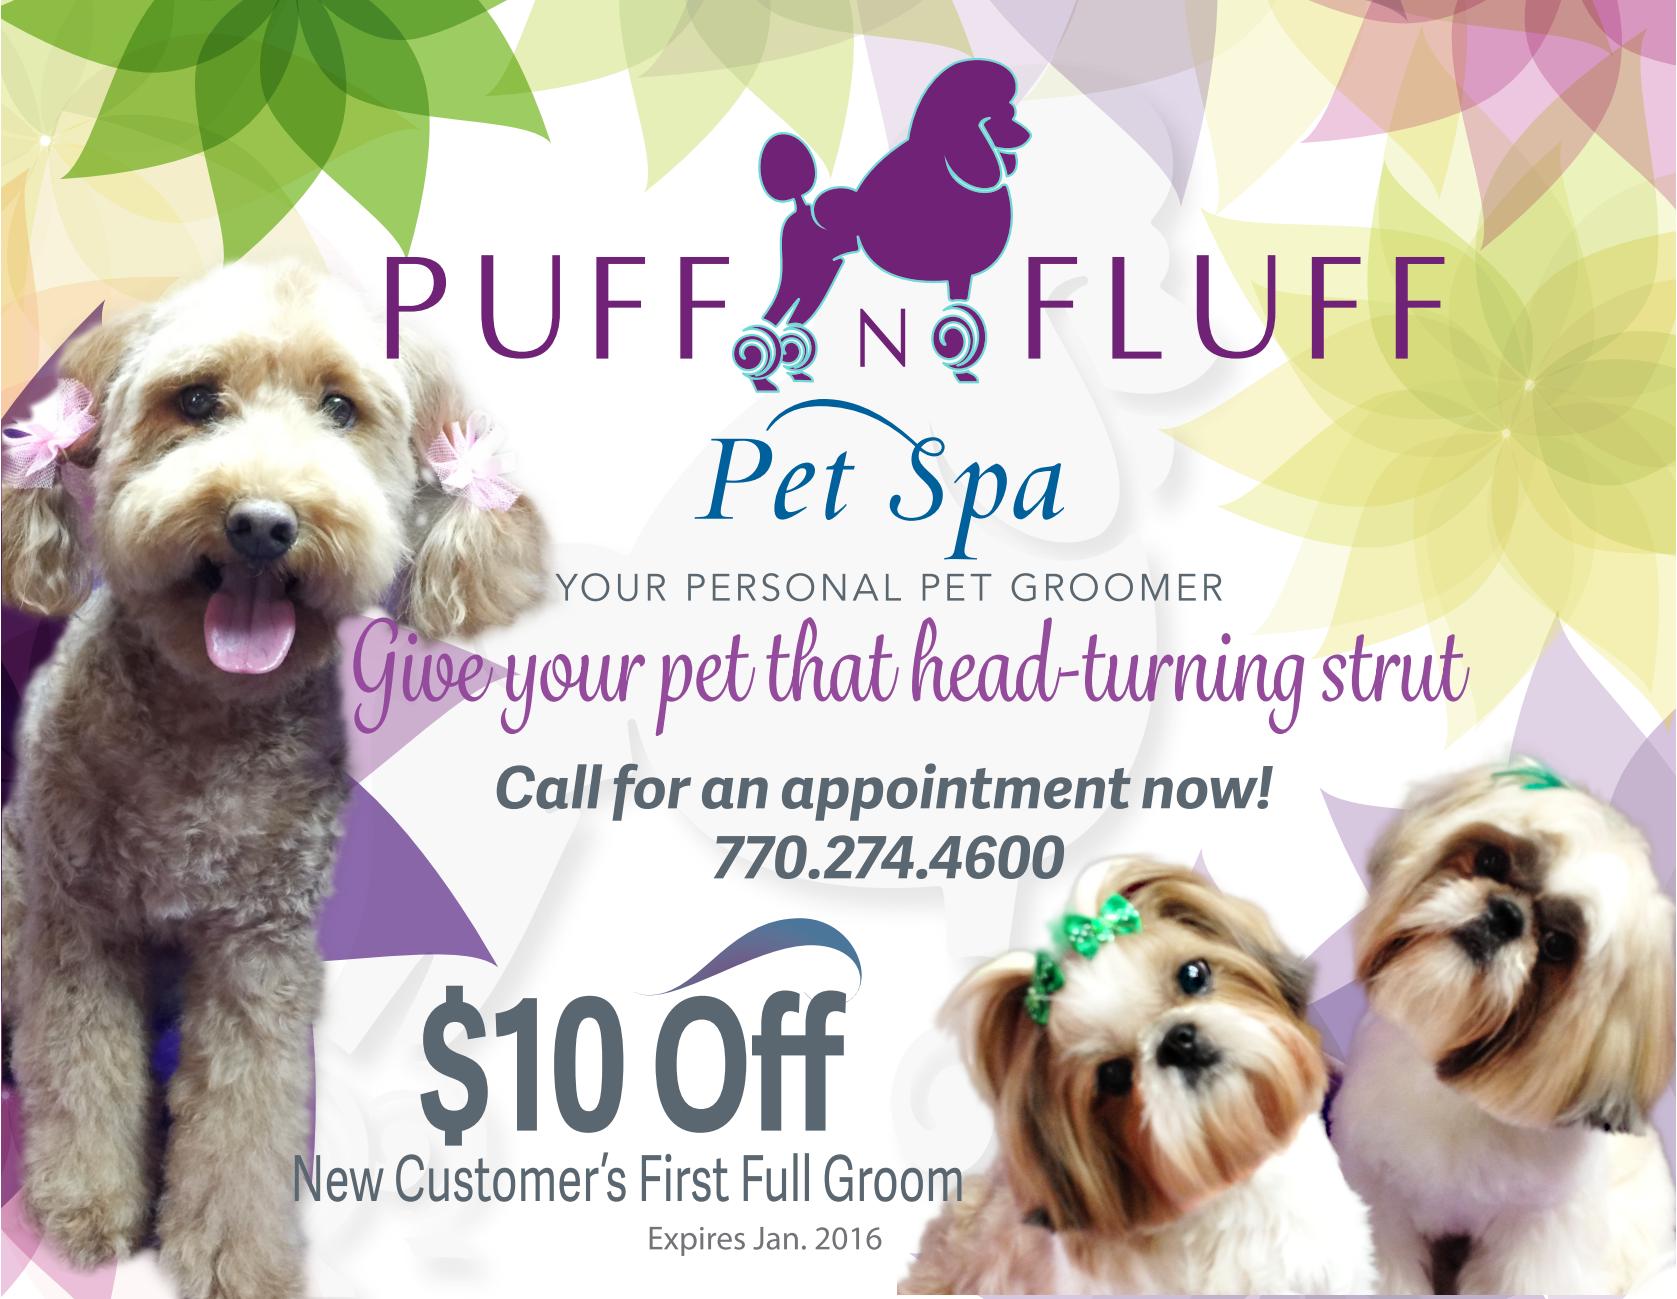 PUFF N FLUFF
Pet Spa
YOUR PERSONAL PET GROOMER
Give your pet that head-turning strut
Call for an appointment now!
770.274.4600
$10 Off
New Customer's First Full Groom
Expires Jan. 2016